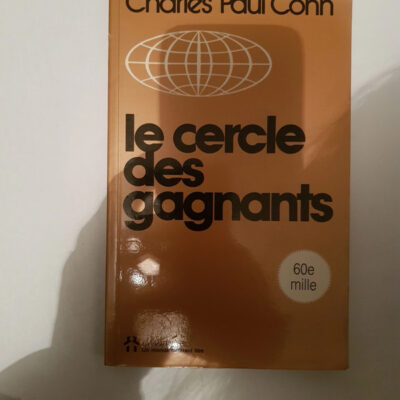 Charles Paul Conn
le cercle
des
gagnants
60e
mille